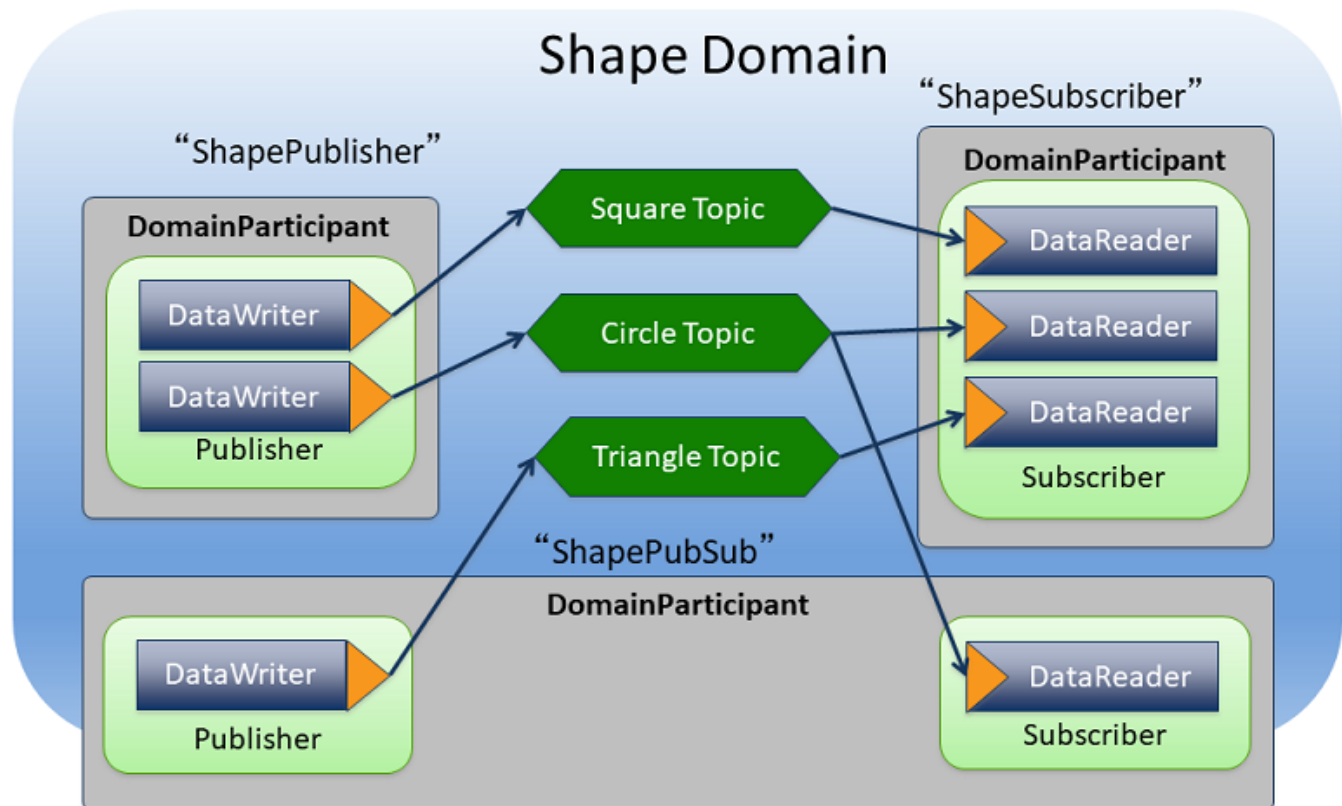 Shape Domain
“ShapePublisher”
DomainParticipant
DataWriter
DataWriter
Publisher
Square Topic
Circle Topic
Triangle Topic
“ShapeSubscriber”
DomainParticipant
DataReader
DataReader
DataReader
Subscriber
“ShapePubSub”
DomainParticipant
DataWriter
Publisher
DataReader
Subscriber